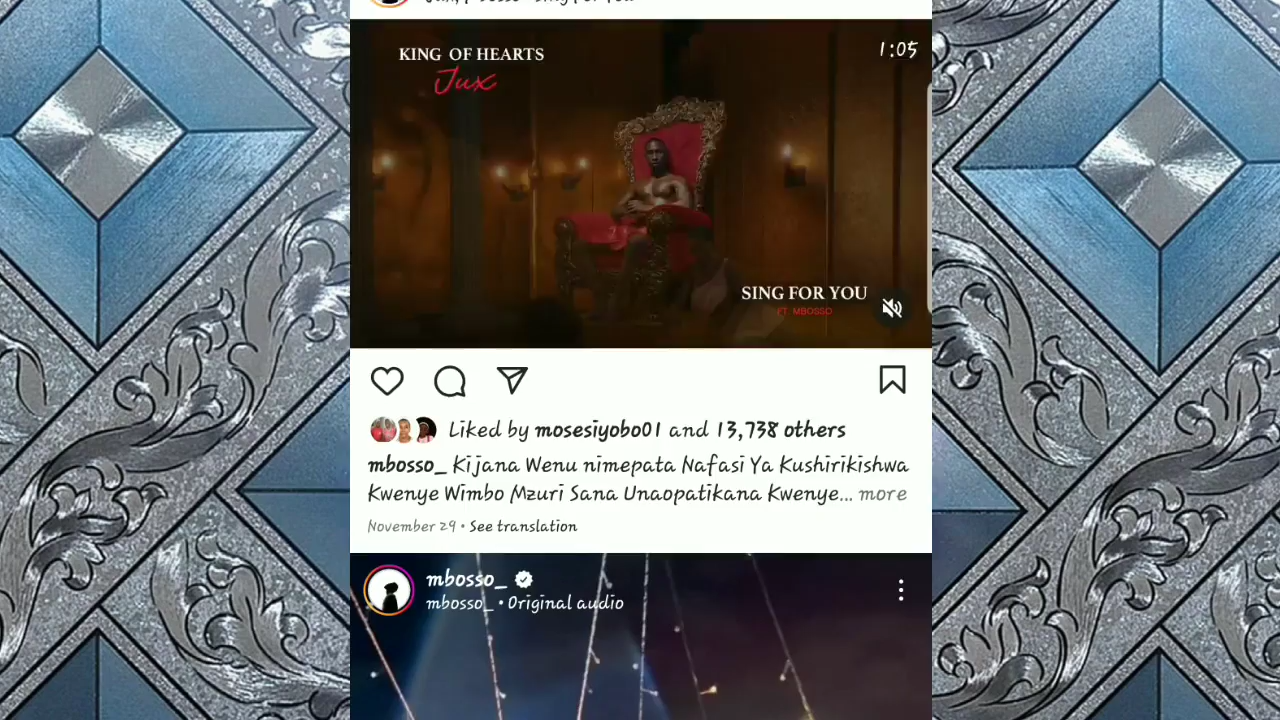 KING OF HEARTS
Jux
1:05
SING FOR YOU
FT MBOSSO
Liked by mosesiyobo01 and 13,738 others
mbosso_ Kijana Wenu nimepata Nafasi Ya Kushirikishwa
Kwenye Wimbo Mzuri Sana Unaopatikana Kwenye... more
November 29 • See translation
mbosso_
mbosso_ • Original audio